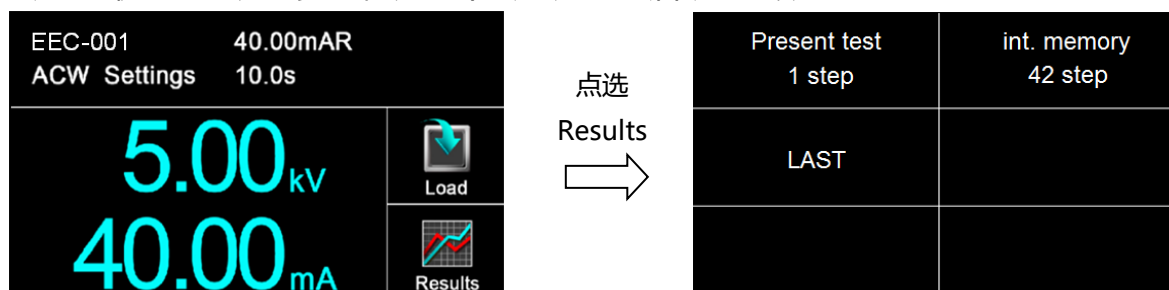 EEC-001 40.00mAR
ACW Settings 10.0s
5.00kV
Load
40.00mA
Results
点选
Results
Present test
1 step
int. memory
42 step
LAST